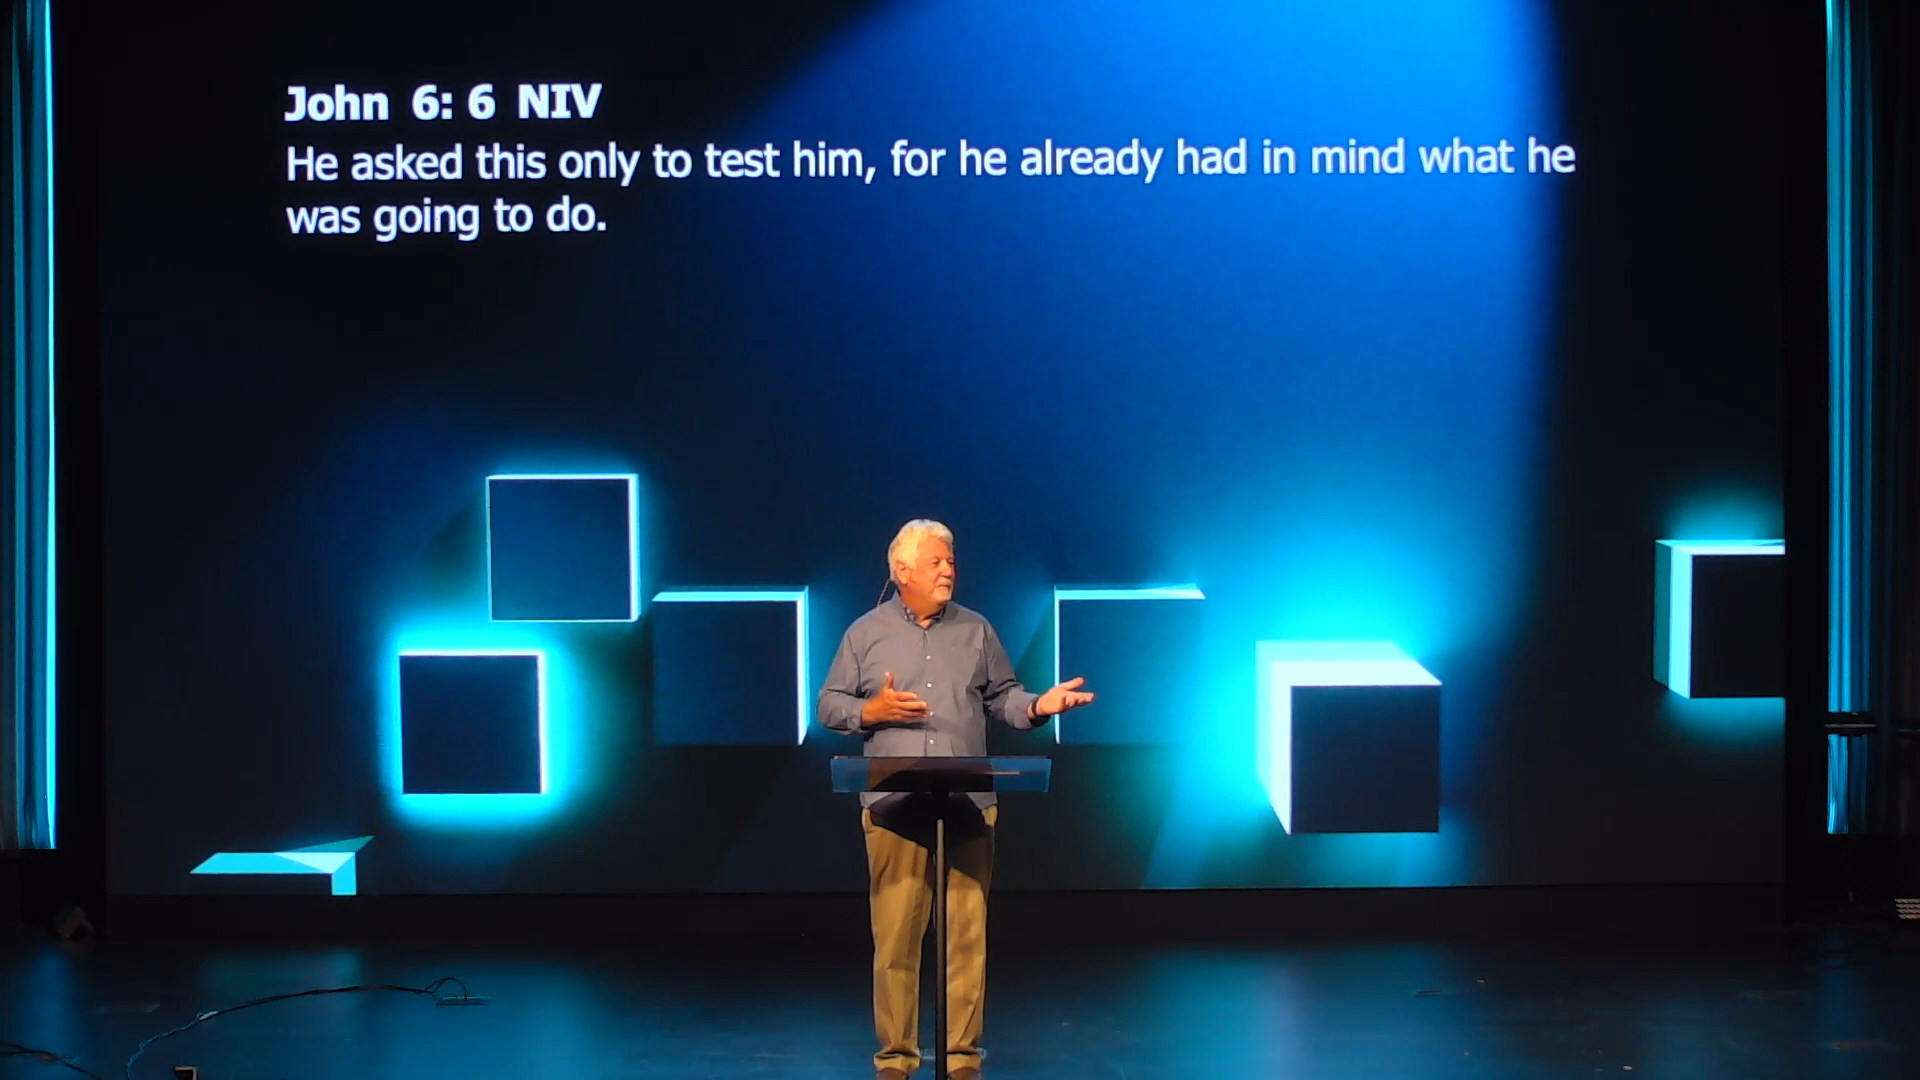 John 6: 6 NIV
He asked this only to test him, for he already had in mind what he
was going to do.